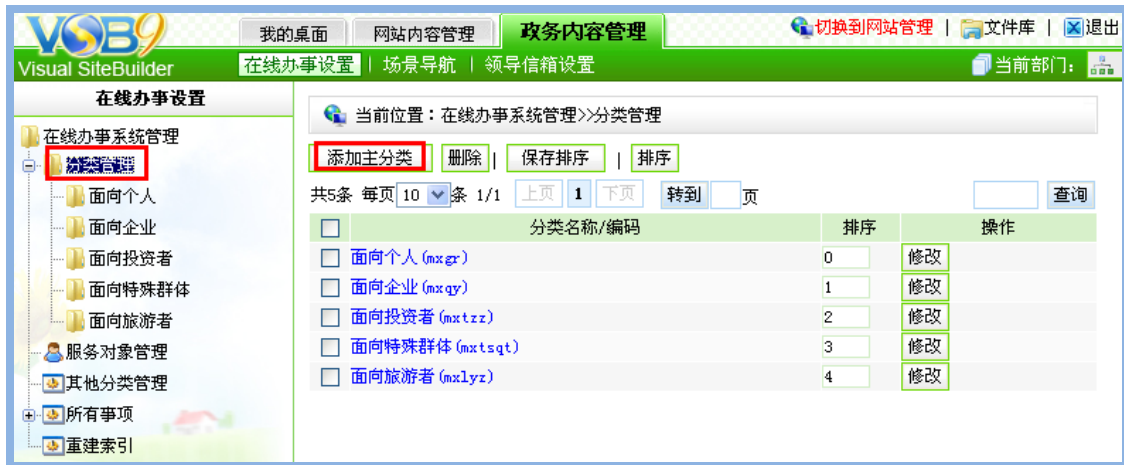 VSB9 我的桌面 网站内容管理 政务内容管理 切换到网站管理 | 文件库 | 退出
Visual SiteBuilder 在线办事设置 | 场景导航 | 领导信箱设置 当前部门：
在线办事设置
在线办事系统管理
分类管理
面向个人
面向企业
面向投资者
面向特殊群体
面向旅游者
服务对象管理
其他分类管理
所有事项
重建索引
当前位置：在线办事系统管理>>分类管理
添加主分类 删除 | 保存排序 | 排序
共5条 每页 10 条 1/1 上页 1 下页 转到 页 查询
分类名称/编码 排序 操作
面向个人(mxgr) 0 修改
面向企业(mxqy) 1 修改
面向投资者(mxtzz) 2 修改
面向特殊群体(mxtsqt) 3 修改
面向旅游者(mxlyz) 4 修改